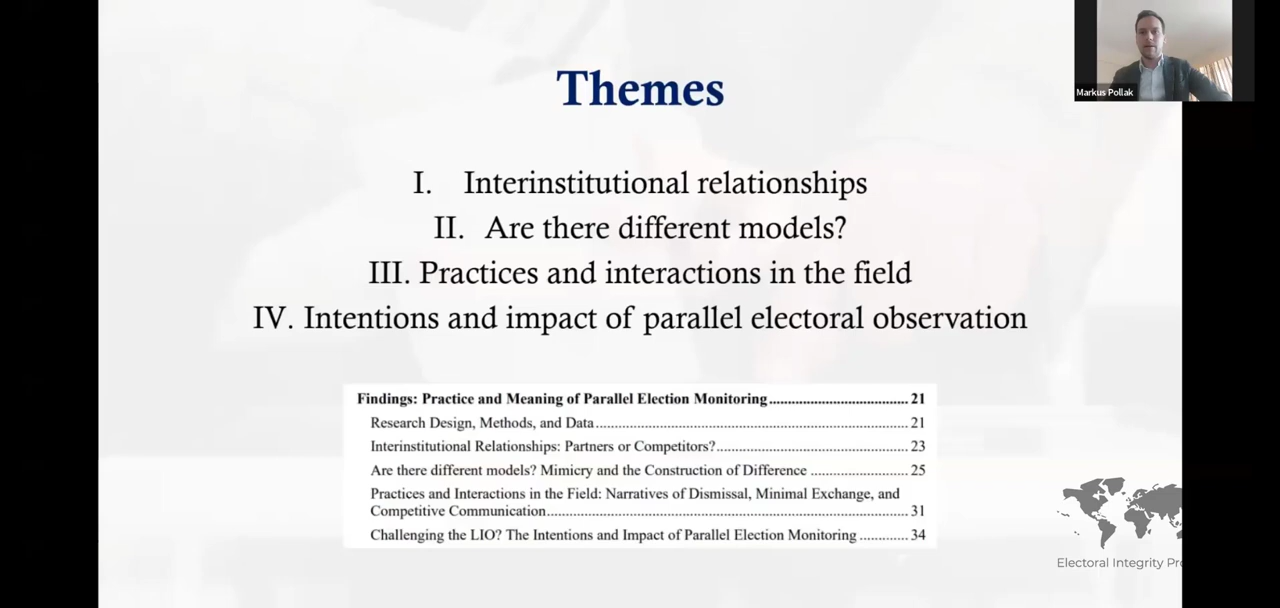 Themes
Markus Pollak
I. Interinstitutional relationships
II. Are there different models?
III. Practices and interactions in the field
IV. Intentions and impact of parallel electoral observation
Findings: Practice and Meaning of Parallel Election Monitoring.......................................... 21
Research Design, Methods, and Data....................................................................................... 21
Interinstitutional Relationships: Partners or Competitors?..................................................... 23
Are there different models? Mimicry and the Construction of Difference .......................... 25
Practices and Interactions in the Field: Narratives of Dismissal, Minimal Exchange, and
Competitive Communication.................................................................................................... 31
Challenging the LIO? The Intentions and Impact of Parallel Election Monitoring ............. 34
Electoral Integrity Pro